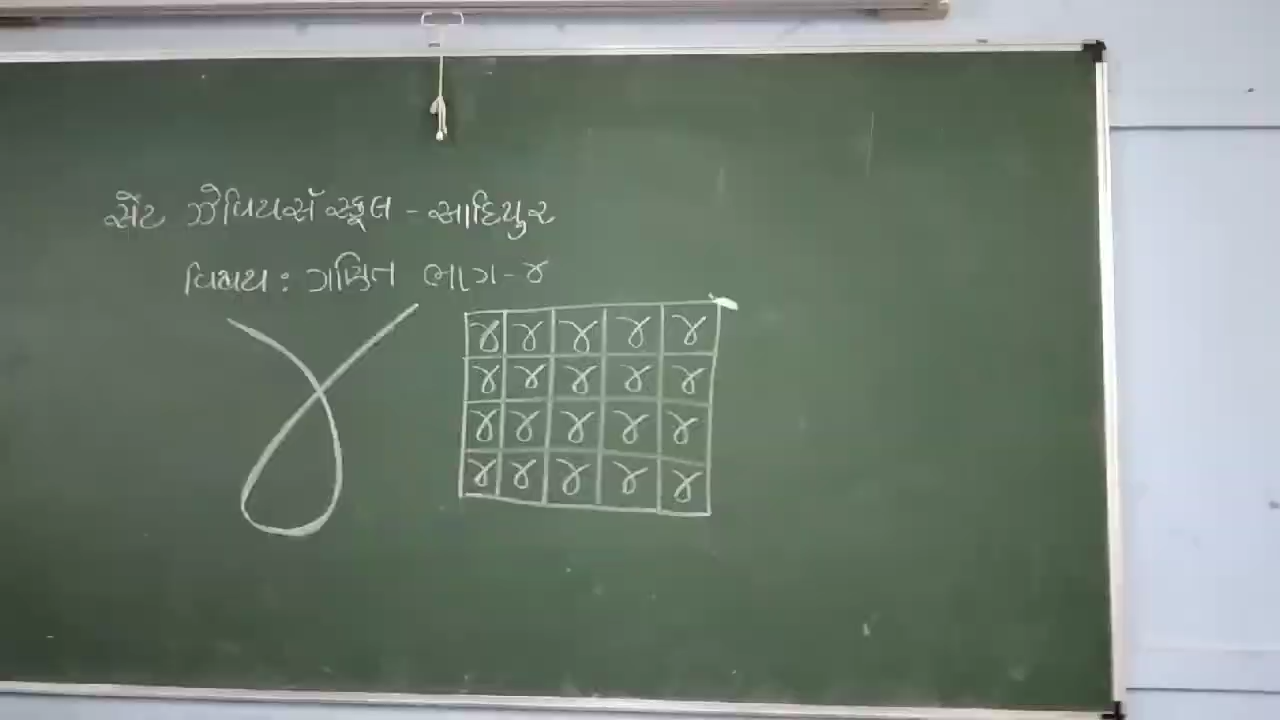 સેંટ ઝેવિયર્સ સ્કૂલ - આદિપુર
વિષય : ગણિત ભાગ - ૪
૪
૪ ૪ ૪ ૪ ૪
૪ ૪ ૪ ૪ ૪
૪ ૪ ૪ ૪ ૪
૪ ૪ ૪ ૪ ૪